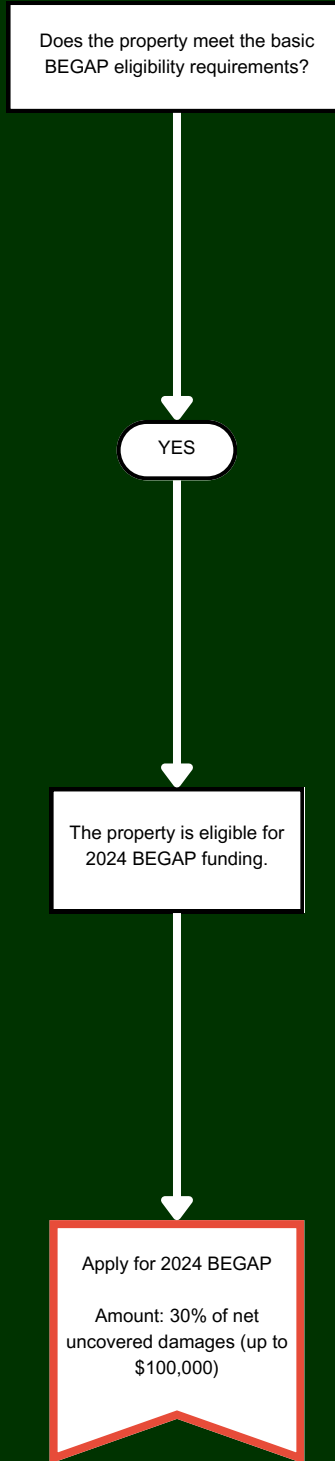 Does the property meet the basic
BEGAP eligibility requirements?
YES
The property is eligible for
2024 BEGAP funding.
Apply for 2024 BEGAP
Amount: 30% of net
uncovered damages (up to
$100,000)